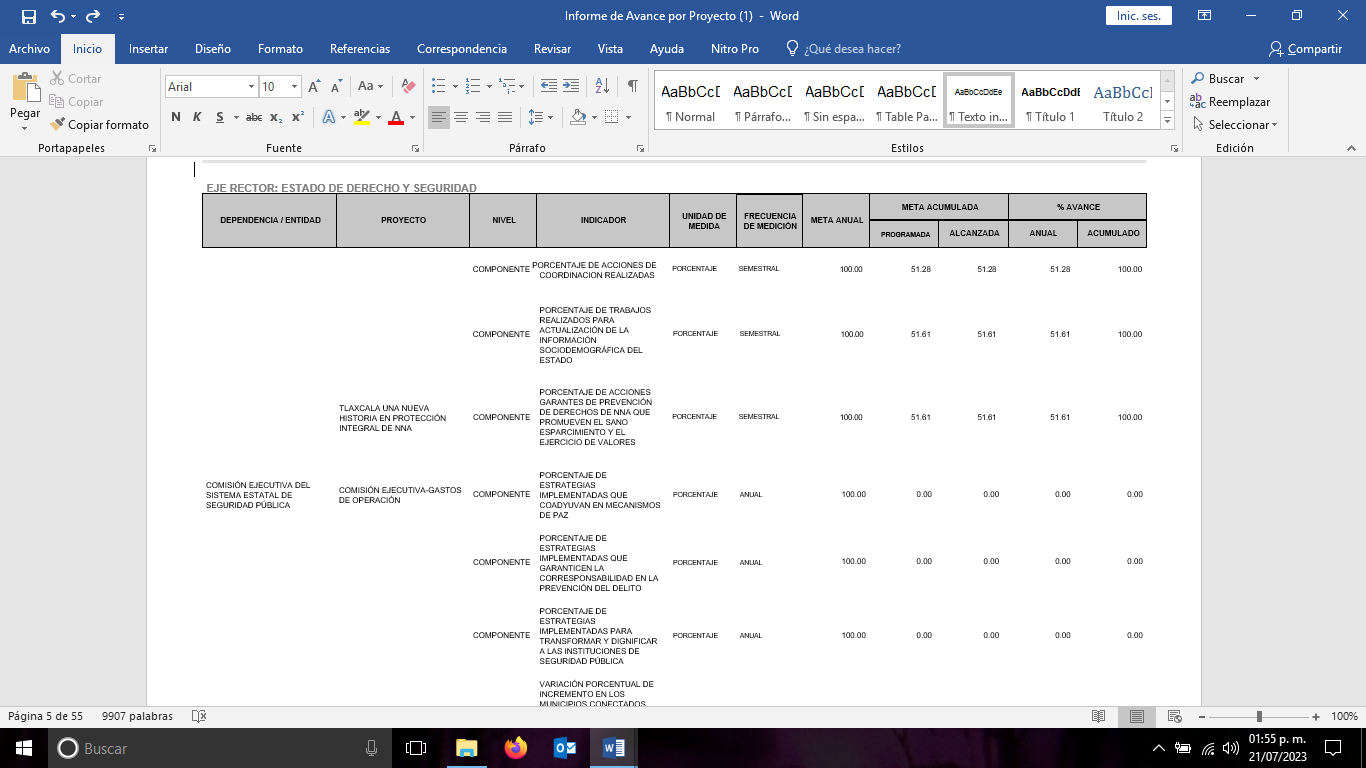 Informe de Avance por Proyecto (1) - Word
Inic. ses.
Archivo Inicio Insertar Diseño Formato Referencias Correspondencia Revisar Vista Ayuda Nitro Pro ¿Qué desea hacer? Compartir
Pegar
Cortar
Copiar
Copiar formato
Portapapeles
Arial 10
N K S abc x₂ x²
Fuente
Párrafo
AaBbCcD AaBbCcD AaBbCcD AaBbCcD AaBbCcDdEe AaBbCcDdE AaBbCcI
¶ Normal ¶ Párrafo... ¶ Sin espa... ¶ Table Pa... ¶ Texto in... ¶ Título 1 Título 2
Estilos
Buscar
Reemplazar
Seleccionar
Edición
EJE RECTOR: ESTADO DE DERECHO Y SEGURIDAD
DEPENDENCIA / ENTIDAD PROYECTO NIVEL INDICADOR UNIDAD DE MEDIDA FRECUENCIA DE MEDICIÓN META ANUAL META ACUMULADA % AVANCE
PROGRAMADA ALCANZADA ANUAL ACUMULADO
COMPONENTE PORCENTAJE DE ACCIONES DE
COORDINACION REALIZADAS
PORCENTAJE SEMESTRAL 100.00 51.28 51.28 51.28 100.00
COMPONENTE
PORCENTAJE DE TRABAJOS
REALIZADOS PARA
ACTUALIZACIÓN DE LA
INFORMACIÓN
SOCIODEMOGRÁFICA DEL
ESTADO
PORCENTAJE SEMESTRAL 100.00 51.61 51.61 51.61 100.00
TLAXCALA UNA NUEVA
HISTORIA EN PROTECCIÓN
INTEGRAL DE NNA
COMPONENTE
PORCENTAJE DE ACCIONES
GARANTES DE PREVENCIÓN
DE DERECHOS DE NNA QUE
PROMUEVEN EL SANO
ESPARCIMIENTO Y EL
EJERCICIO DE VALORES
PORCENTAJE SEMESTRAL 100.00 51.61 51.61 51.61 100.00
COMISIÓN EJECUTIVA DEL
SISTEMA ESTATAL DE
SEGURIDAD PÚBLICA
COMISIÓN EJECUTIVA-GASTOS
DE OPERACIÓN
COMPONENTE
PORCENTAJE DE
ESTRATEGIAS
IMPLEMENTADAS QUE
COADYUVAN EN MECANISMOS
DE PAZ
PORCENTAJE ANUAL 100.00 0.00 0.00 0.00 0.00
COMPONENTE
PORCENTAJE DE
ESTRATEGIAS
IMPLEMENTADAS QUE
GARANTICEN LA
CORRESPONSABILIDAD EN LA
PREVENCIÓN DEL DELITO
PORCENTAJE ANUAL 100.00 0.00 0.00 0.00 0.00
COMPONENTE
PORCENTAJE DE
ESTRATEGIAS
IMPLEMENTADAS PARA
TRANSFORMAR Y DIGNIFICAR
A LAS INSTITUCIONES DE
SEGURIDAD PÚBLICA
PORCENTAJE ANUAL 100.00 0.00 0.00 0.00 0.00
VARIACIÓN PORCENTUAL DE
INCREMENTO EN LOS
MUNICIPIOS CONECTADOS
Página 5 de 55 9907 palabras 100%
Buscar
01:55 p. m.
21/07/2023